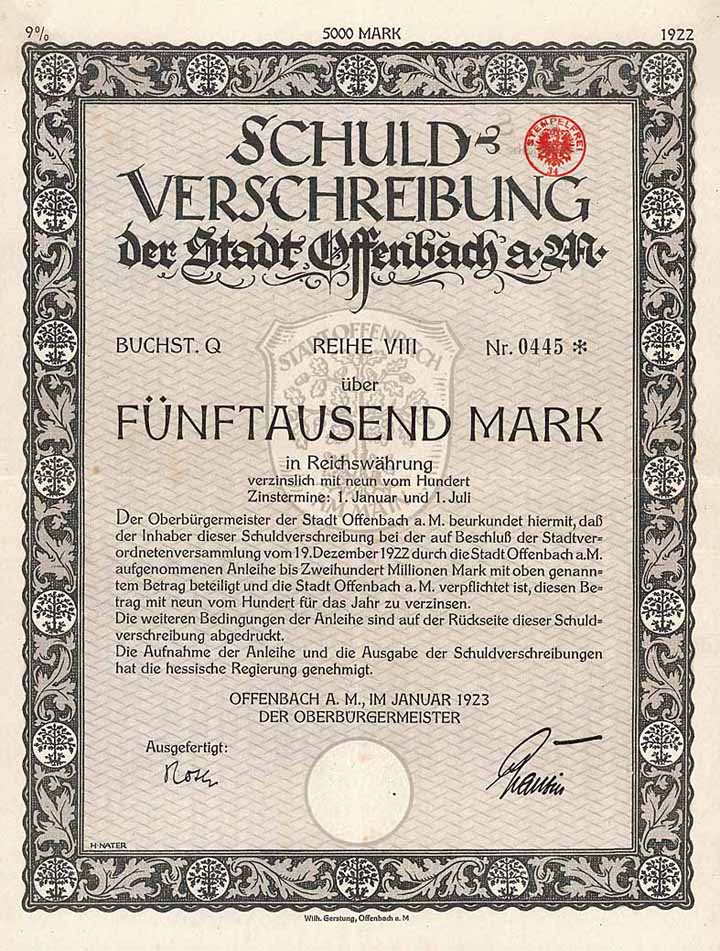 9% 5000 MARK 1922
SCHULD-
VERSCHREIBUNG
der Stadt Offenbach a. M.
STEMPELFREI
34
BUCHST. Q REIHE VIII Nr. 0445 *
STADT OFFENBACH
über
FÜNFTAUSEND MARK
in Reichswährung
verzinslich mit neun vom Hundert
Zinstermine: 1. Januar und 1. Juli
AM MAIN
Der Oberbürgermeister der Stadt Offenbach a. M. beurkundet hiermit, daß
der Inhaber dieser Schuldverschreibung bei der auf Beschluß der Stadtver=
ordnetenversammlung vom 19. Dezember 1922 durch die Stadt Offenbach a.M.
aufgenommenen Anleihe bis Zweihundert Millionen Mark mit oben genann=
tem Betrag beteiligt und die Stadt Offenbach a. M. verpflichtet ist, diesen Be=
trag mit neun vom Hundert für das Jahr zu verzinsen.
Die weiteren Bedingungen der Anleihe sind auf der Rückseite dieser Schuld=
verschreibung abgedruckt.
Die Aufnahme der Anleihe und die Ausgabe der Schuldverschreibungen
hat die hessische Regierung genehmigt.
OFFENBACH A. M., IM JANUAR 1923
DER OBERBÜRGERMEISTER
Ausgefertigt:
H·NATER
Wilh. Gerstung, Offenbach a. M